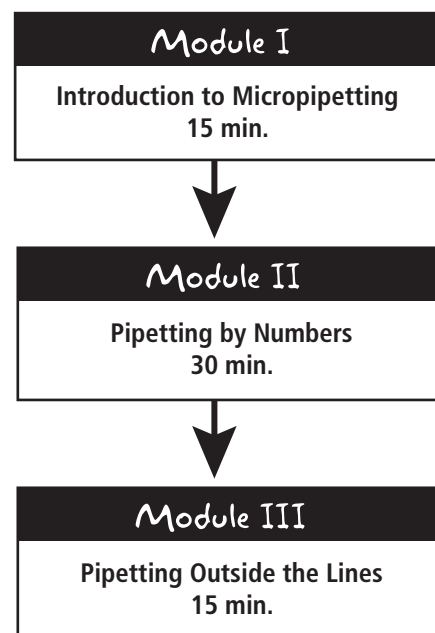 Module I
Introduction to Micropipetting
15 min.
Module II
Pipetting by Numbers
30 min.
Module III
Pipetting Outside the Lines
15 min.